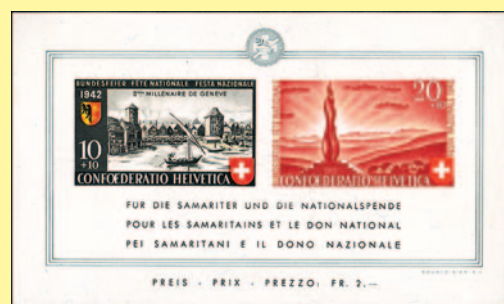 BUNDESFEIER FÊTE NATIONALE FESTA NAZIONALE
1942
2ME MILLENAIRE DE GENÈVE
10
+10
CONFOEDERATIO HELVETICA
20
+10
CONFOEDERATIO HELVETICA
FÜR DIE SAMARITER UND DIE NATIONALSPENDE
POUR LES SAMARITAINS ET LE DON NATIONAL
PEI SAMARITANI E IL DONO NAZIONALE
PREIS - PRIX - PREZZO: FR. 2.—